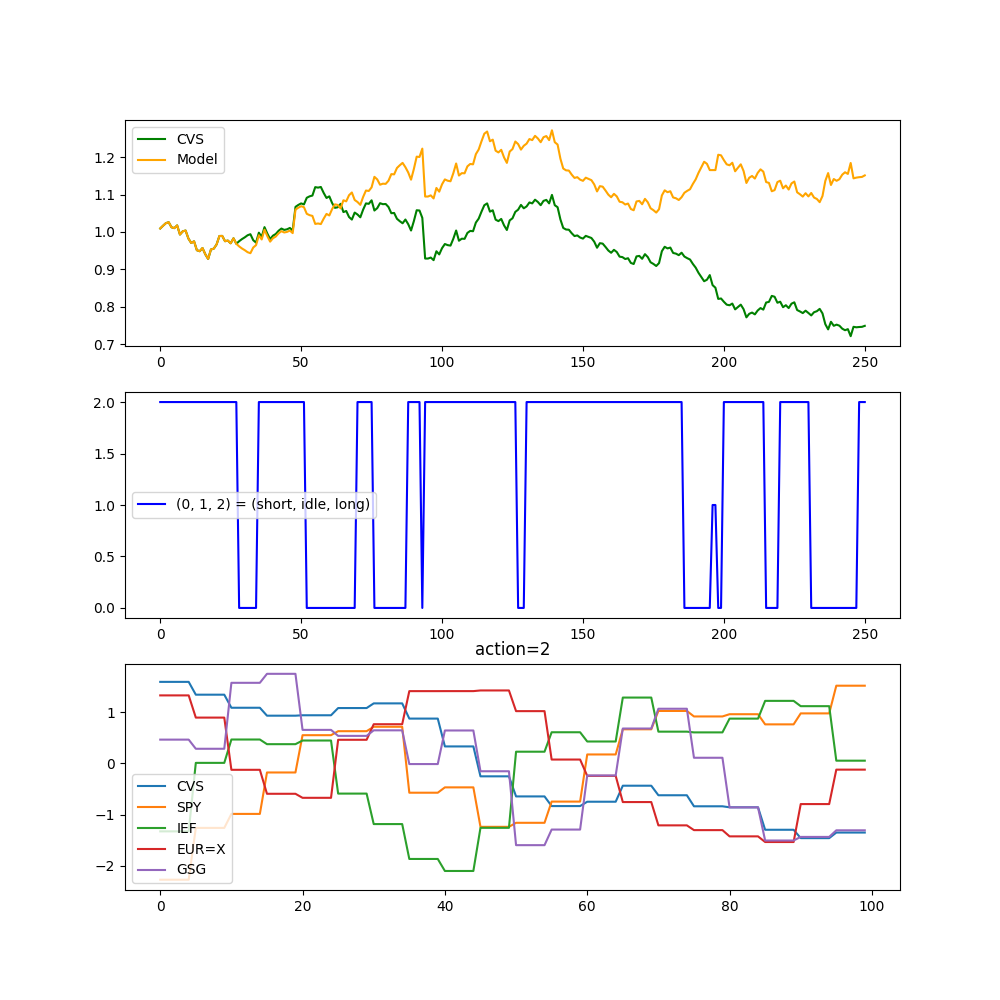 CVS
Model
1.2
1.1
1.0
0.9
0.8
0.7
0 50 100 150 200 250
2.0
1.5
1.0
0.5
0.0
(0, 1, 2) = (short, idle, long)
0 50 100 150 200 250
action=2
1
0
−1
−2
CVS
SPY
IEF
EUR=X
GSG
0 20 40 60 80 100